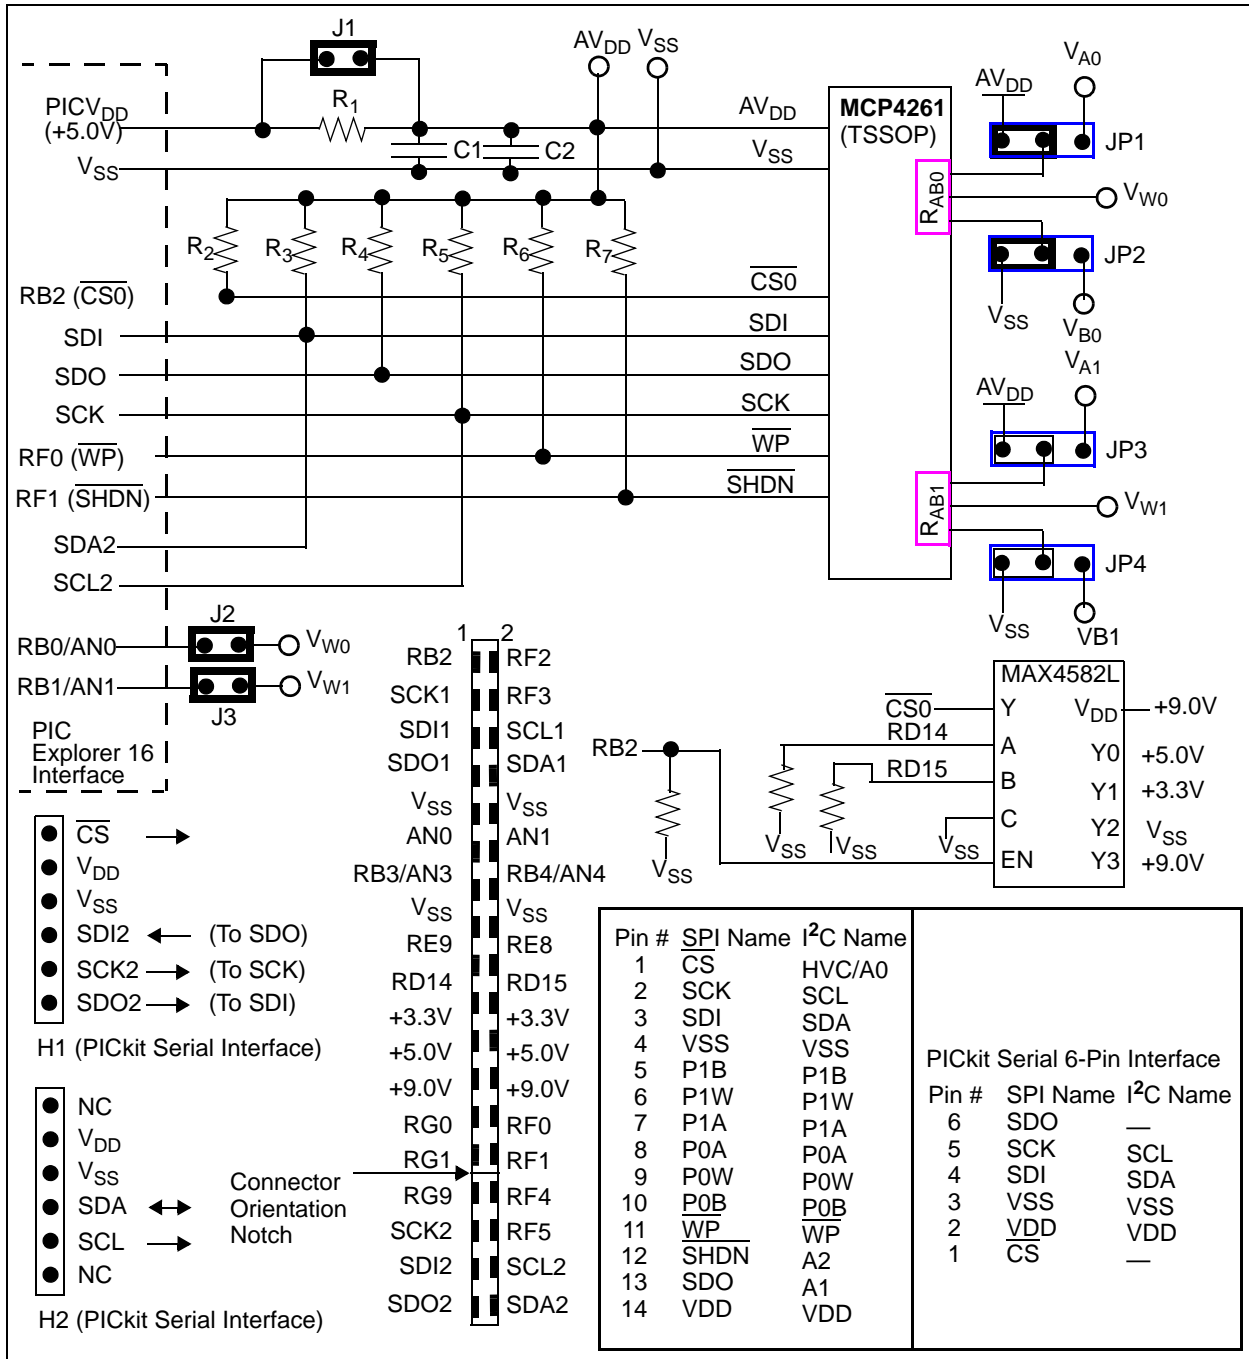 J1
AVDD
VSS
VA0
PICVDD
(+5.0V)
R1
AVDD
MCP4261
(TSSOP)
AVDD
JP1
VSS
C1
C2
VSS
RAB0
VW0
R2
R3
R4
R5
R6
R7
JP2
RB2 (CS0)
CS0
VSS
VB0
SDI
SDI
VA1
SDO
SDO
AVDD
SCK
SCK
JP3
RF0 (WP)
WP
RF1 (SHDN)
SHDN
RAB1
VW1
SDA2
SCL2
JP4
VSS
VB1
J2
RB0/AN0
VW0
RB1/AN1
VW1
J3
PIC
Explorer 16
Interface
1 2
RB2 RF2
SCK1 RF3
SDI1 SCL1
SDO1 SDA1
VSS VSS
AN0 AN1
RB3/AN3 RB4/AN4
VSS VSS
RE9 RE8
RD14 RD15
+3.3V +3.3V
+5.0V +5.0V
+9.0V +9.0V
RG0 RF0
RG1 RF1
RG9 RF4
SCK2 RF5
SDI2 SCL2
SDO2 SDA2
Connector
Orientation
Notch
MAX4582L
CS0 Y VDD +9.0V
RD14 A Y0 +5.0V
RB2
RD15 B Y1 +3.3V
C Y2 VSS
EN Y3 +9.0V
VSS
VSS
VSS
VSS
CS
VDD
VSS
SDI2 (To SDO)
SCK2 (To SCK)
SDO2 (To SDI)
H1 (PICkit Serial Interface)
NC
VDD
VSS
SDA
SCL
NC
H2 (PICkit Serial Interface)
Pin # SPI Name I²C Name
1 CS HVC/A0
2 SCK SCL
3 SDI SDA
4 VSS VSS
5 P1B P1B
6 P1W P1W
7 P1A P1A
8 P0A P0A
9 P0W P0W
10 P0B P0B
11 WP WP
12 SHDN A2
13 SDO A1
14 VDD VDD
PICkit Serial 6-Pin Interface
Pin # SPI Name I²C Name
6 SDO —
5 SCK SCL
4 SDI SDA
3 VSS VSS
2 VDD VDD
1 CS —